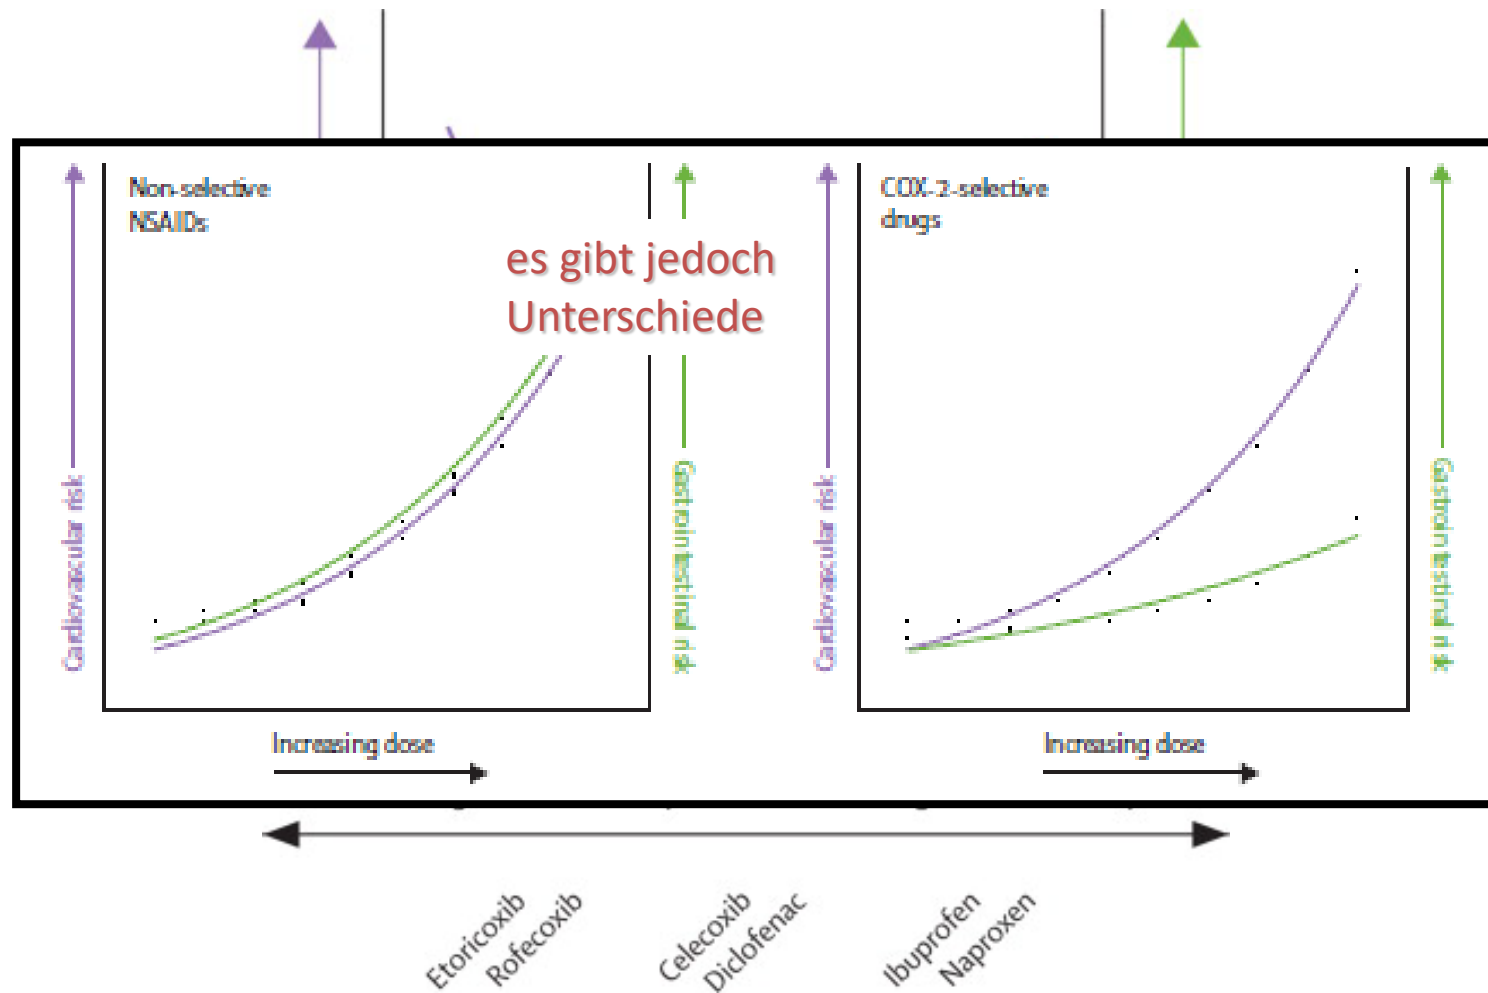 Non-selective
NSAIDs
es gibt jedoch
Unterschiede
COX-2-selective
drugs
Cardiovascular risk
Gastrointestinal risk
Cardiovascular risk
Gastrointestinal risk
Increasing dose
Increasing dose
Etoricoxib
Rofecoxib
Celecoxib
Diclofenac
Ibuprofen
Naproxen